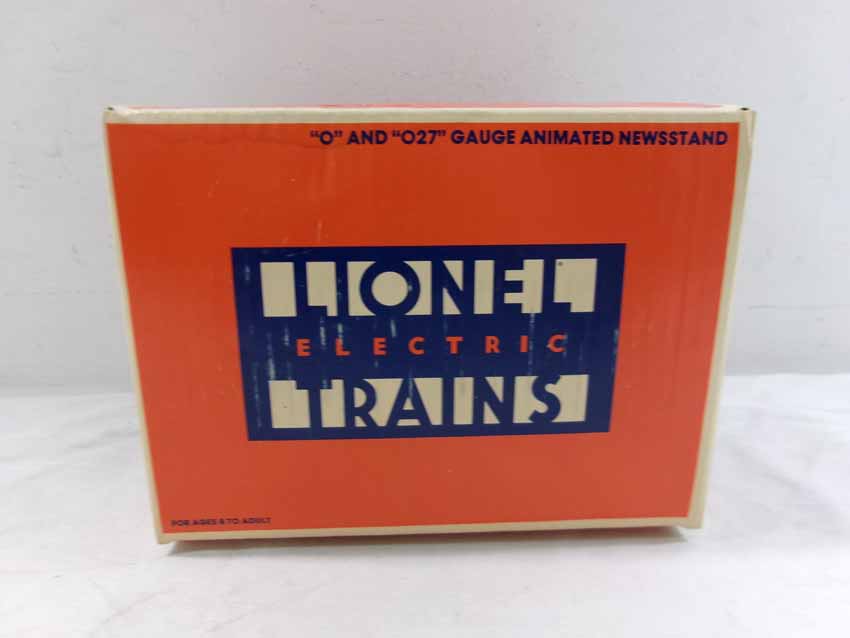 “O” AND “O27” GAUGE ANIMATED NEWSSTAND
LIONEL
ELECTRIC
TRAINS
FOR AGES 8 TO ADULT